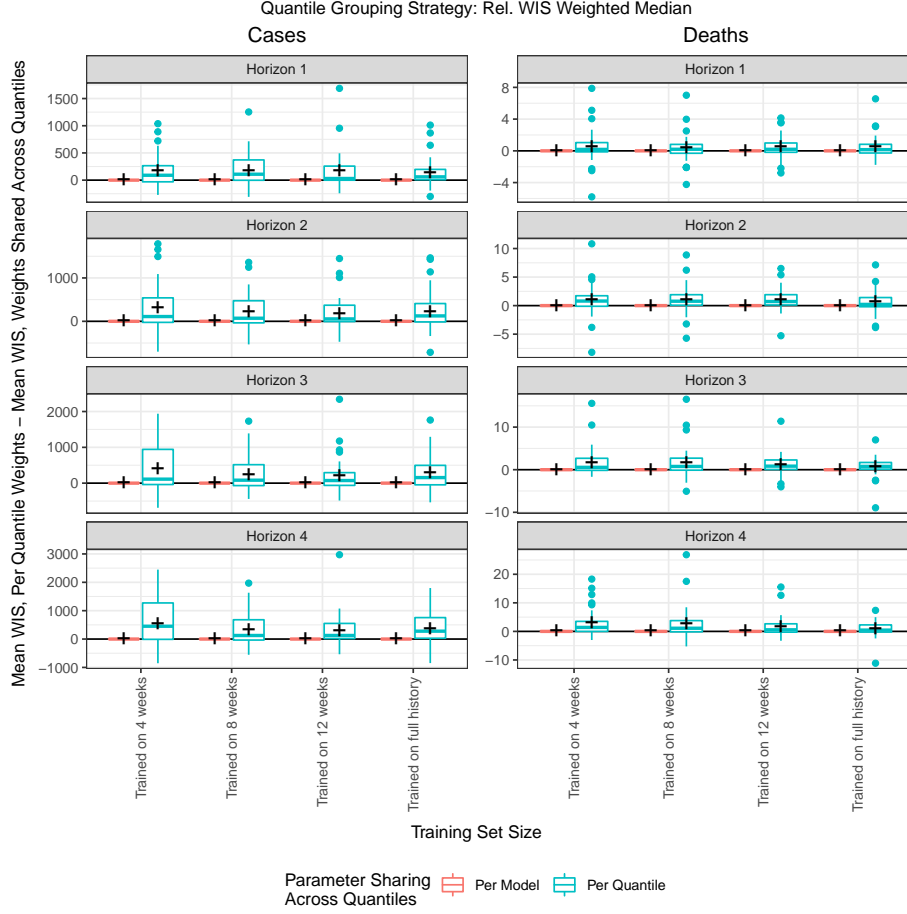 Quantile Grouping Strategy: Rel. WIS Weighted Median
Cases
Deaths
Mean WIS, Per Quantile Weights − Mean WIS, Weights Shared Across Quantiles
Horizon 1
1500
1000
500
0
Horizon 2
1000
0
Horizon 3
2000
1000
0
Horizon 4
3000
2000
1000
0
−1000
Trained on 4 weeks
Trained on 8 weeks
Trained on 12 weeks
Trained on full history
Horizon 1
8
4
0
−4
Horizon 2
10
5
0
−5
Horizon 3
10
0
−10
Horizon 4
20
10
0
−10
Trained on 4 weeks
Trained on 8 weeks
Trained on 12 weeks
Trained on full history
Training Set Size
Parameter Sharing
Across Quantiles
Per Model
Per Quantile